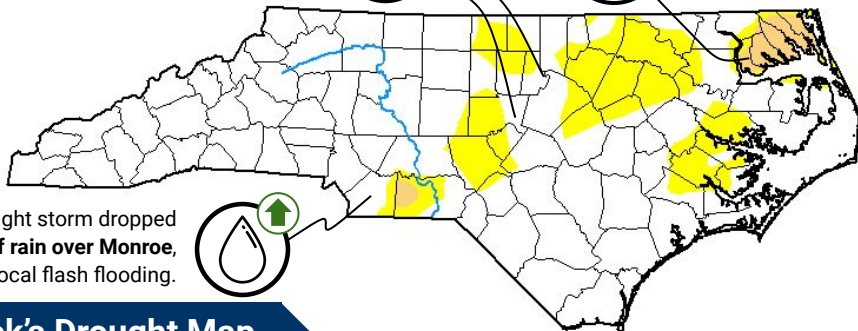 ght storm dropped
f rain over Monroe,
ocal flash flooding.
k's Drought Map